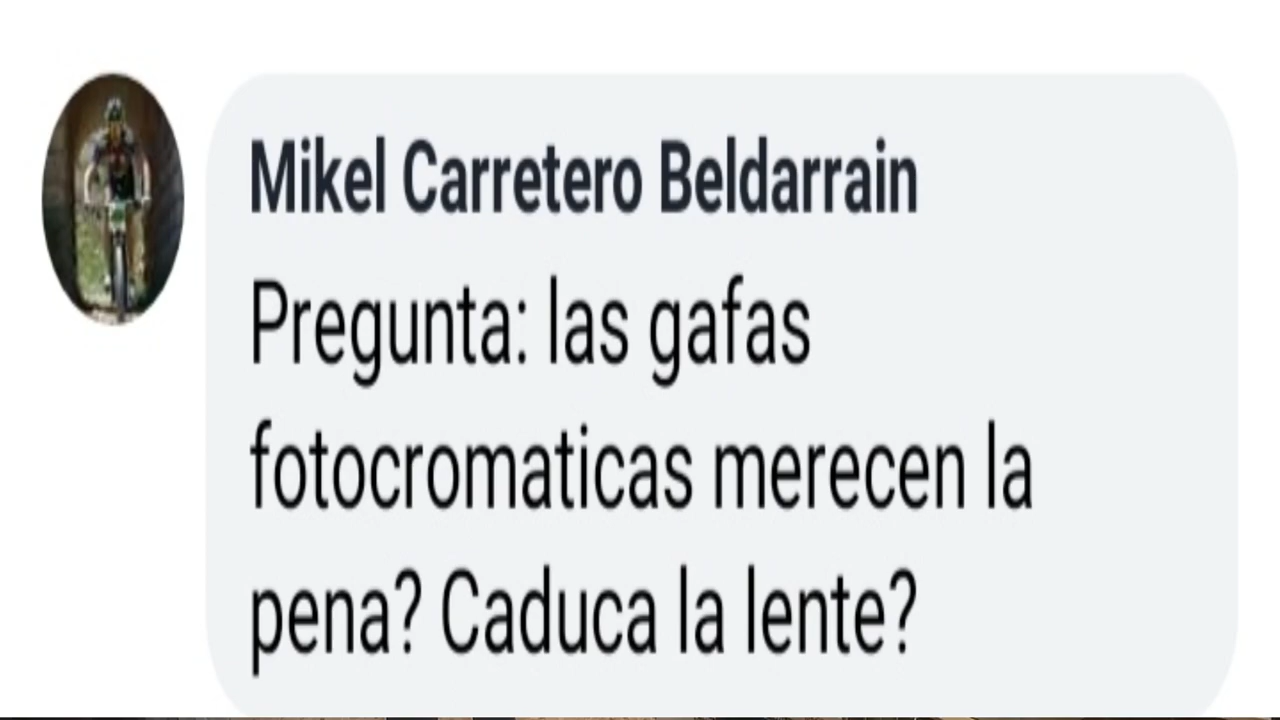 Mikel Carretero Beldarrain
Pregunta: las gafas
fotocromaticas merecen la
pena? Caduca la lente?